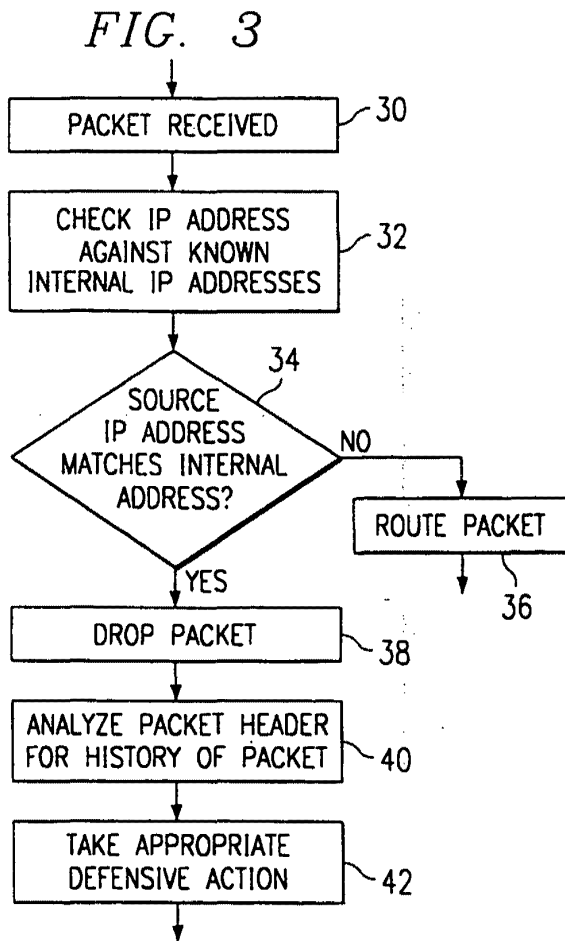 FIG. 3
PACKET RECEIVED
30
CHECK IP ADDRESS
AGAINST KNOWN
INTERNAL IP ADDRESSES
32
34
SOURCE
IP ADDRESS
MATCHES INTERNAL
ADDRESS?
NO
ROUTE PACKET
36
YES
DROP PACKET
38
ANALYZE PACKET HEADER
FOR HISTORY OF PACKET
40
TAKE APPROPRIATE
DEFENSIVE ACTION
42